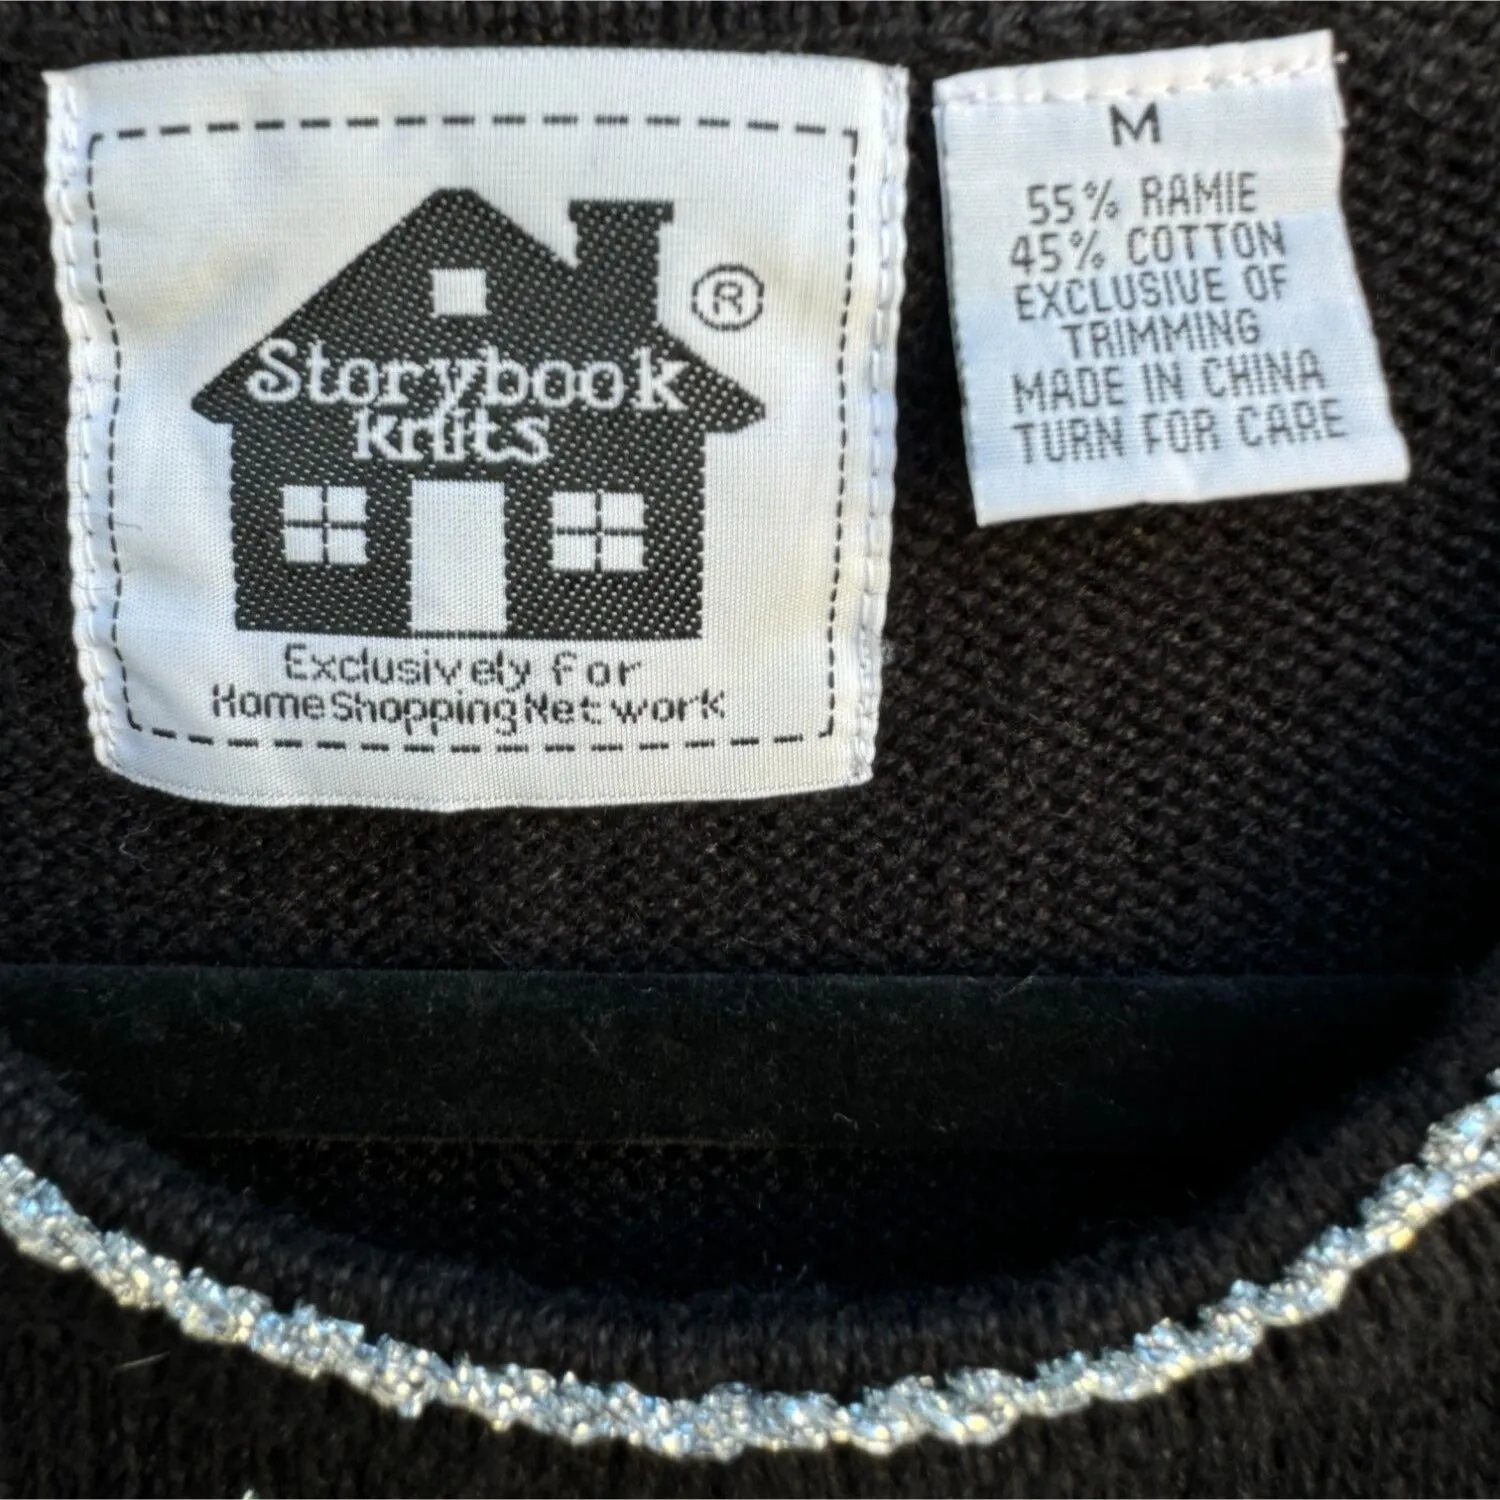 Storybook
knits
®
Exclusively for
Home Shopping Network
M
55% RAMIE
45% COTTON
EXCLUSIVE OF
TRIMMING
MADE IN CHINA
TURN FOR CARE